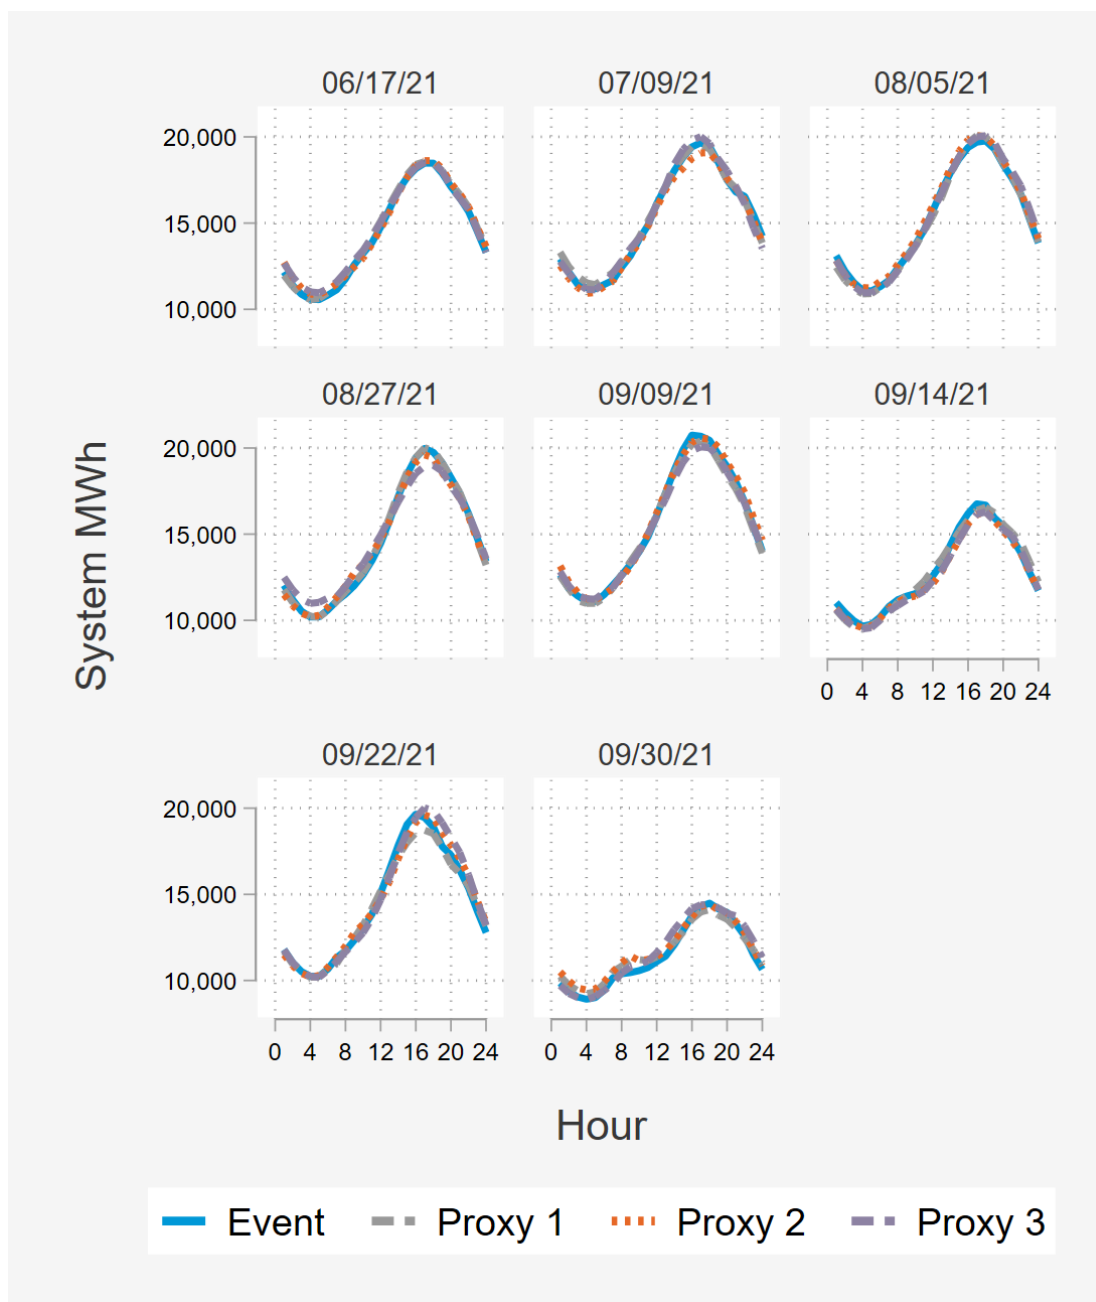 06/17/21 07/09/21 08/05/21
20,000
15,000
10,000
08/27/21 09/09/21 09/14/21
20,000
15,000
10,000
0 4 8 12 16 20 24
09/22/21 09/30/21
20,000
15,000
10,000
0 4 8 12 16 20 24 0 4 8 12 16 20 24
System MWh
Hour
Event Proxy 1 Proxy 2 Proxy 3